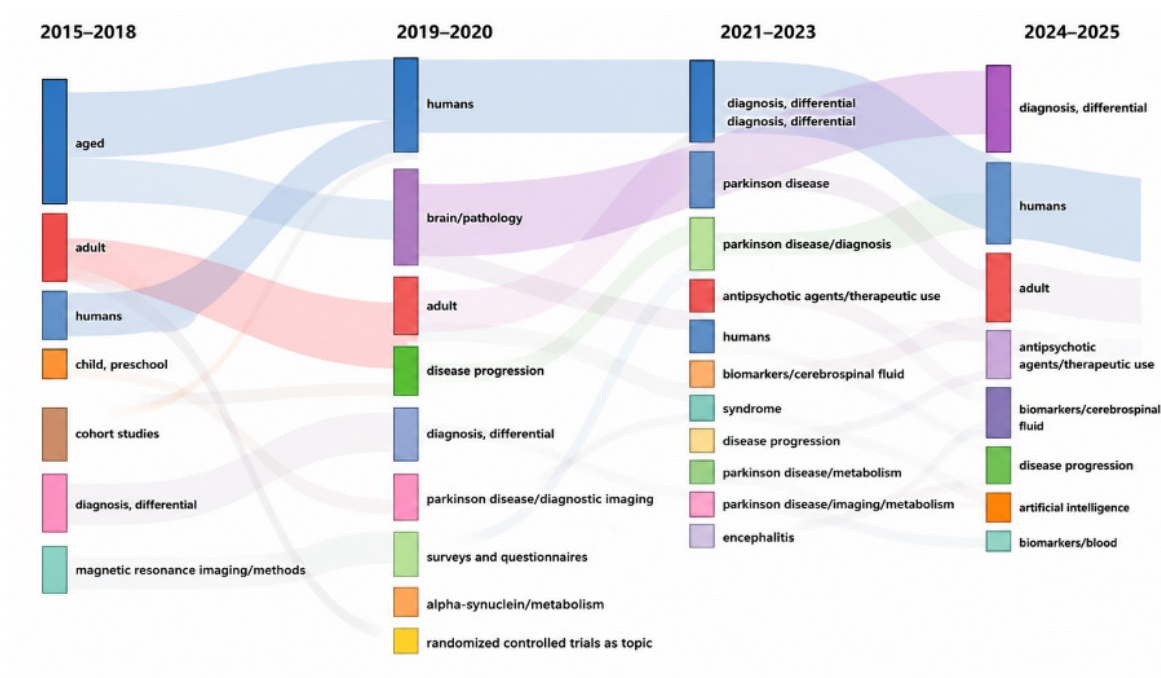 2015–2018
2019–2020
2021–2023
2024–2025
aged
adult
humans
child, preschool
cohort studies
diagnosis, differential
magnetic resonance imaging/methods
humans
brain/pathology
adult
disease progression
diagnosis, differential
parkinson disease/diagnostic imaging
surveys and questionnaires
alpha-synuclein/metabolism
randomized controlled trials as topic
diagnosis, differential
diagnosis, differential
parkinson disease
parkinson disease/diagnosis
antipsychotic agents/therapeutic use
humans
biomarkers/cerebrospinal fluid
syndrome
disease progression
parkinson disease/metabolism
parkinson disease/imaging/metabolism
encephalitis
diagnosis, differential
humans
adult
antipsychotic
agents/therapeutic use
biomarkers/cerebrospinal
fluid
disease progression
artificial intelligence
biomarkers/blood